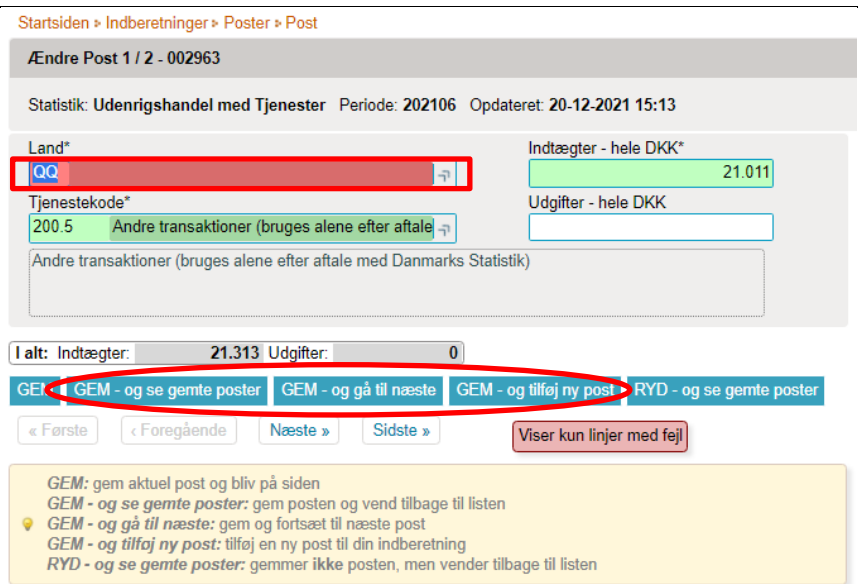 Startsiden » Indberetninger » Poster » Post
Ændre Post 1 / 2 - 002963
Statistik: Udenrigshandel med Tjenester Periode: 202106 Opdateret: 20-12-2021 15:13
Land* Indtægter - hele DKK*
QQ 21.011
Tjenestekode* Udgifter - hele DKK
200.5 Andre transaktioner (bruges alene efter aftale
Andre transaktioner (bruges alene efter aftale med Danmarks Statistik)
I alt: Indtægter: 21.313 Udgifter: 0
GEM GEM - og se gemte poster GEM - og gå til næste GEM - og tilføj ny post RYD - og se gemte poster
« Første ‹ Foregående Næste » Sidste »
Viser kun linjer med fejl
GEM: gem aktuel post og bliv på siden
GEM - og se gemte poster: gem posten og vend tilbage til listen
GEM - og gå til næste: gem og fortsæt til næste post
GEM - og tilføj ny post: tilføj en ny post til din indberetning
RYD - og se gemte poster: gemmer ikke posten, men vender tilbage til listen